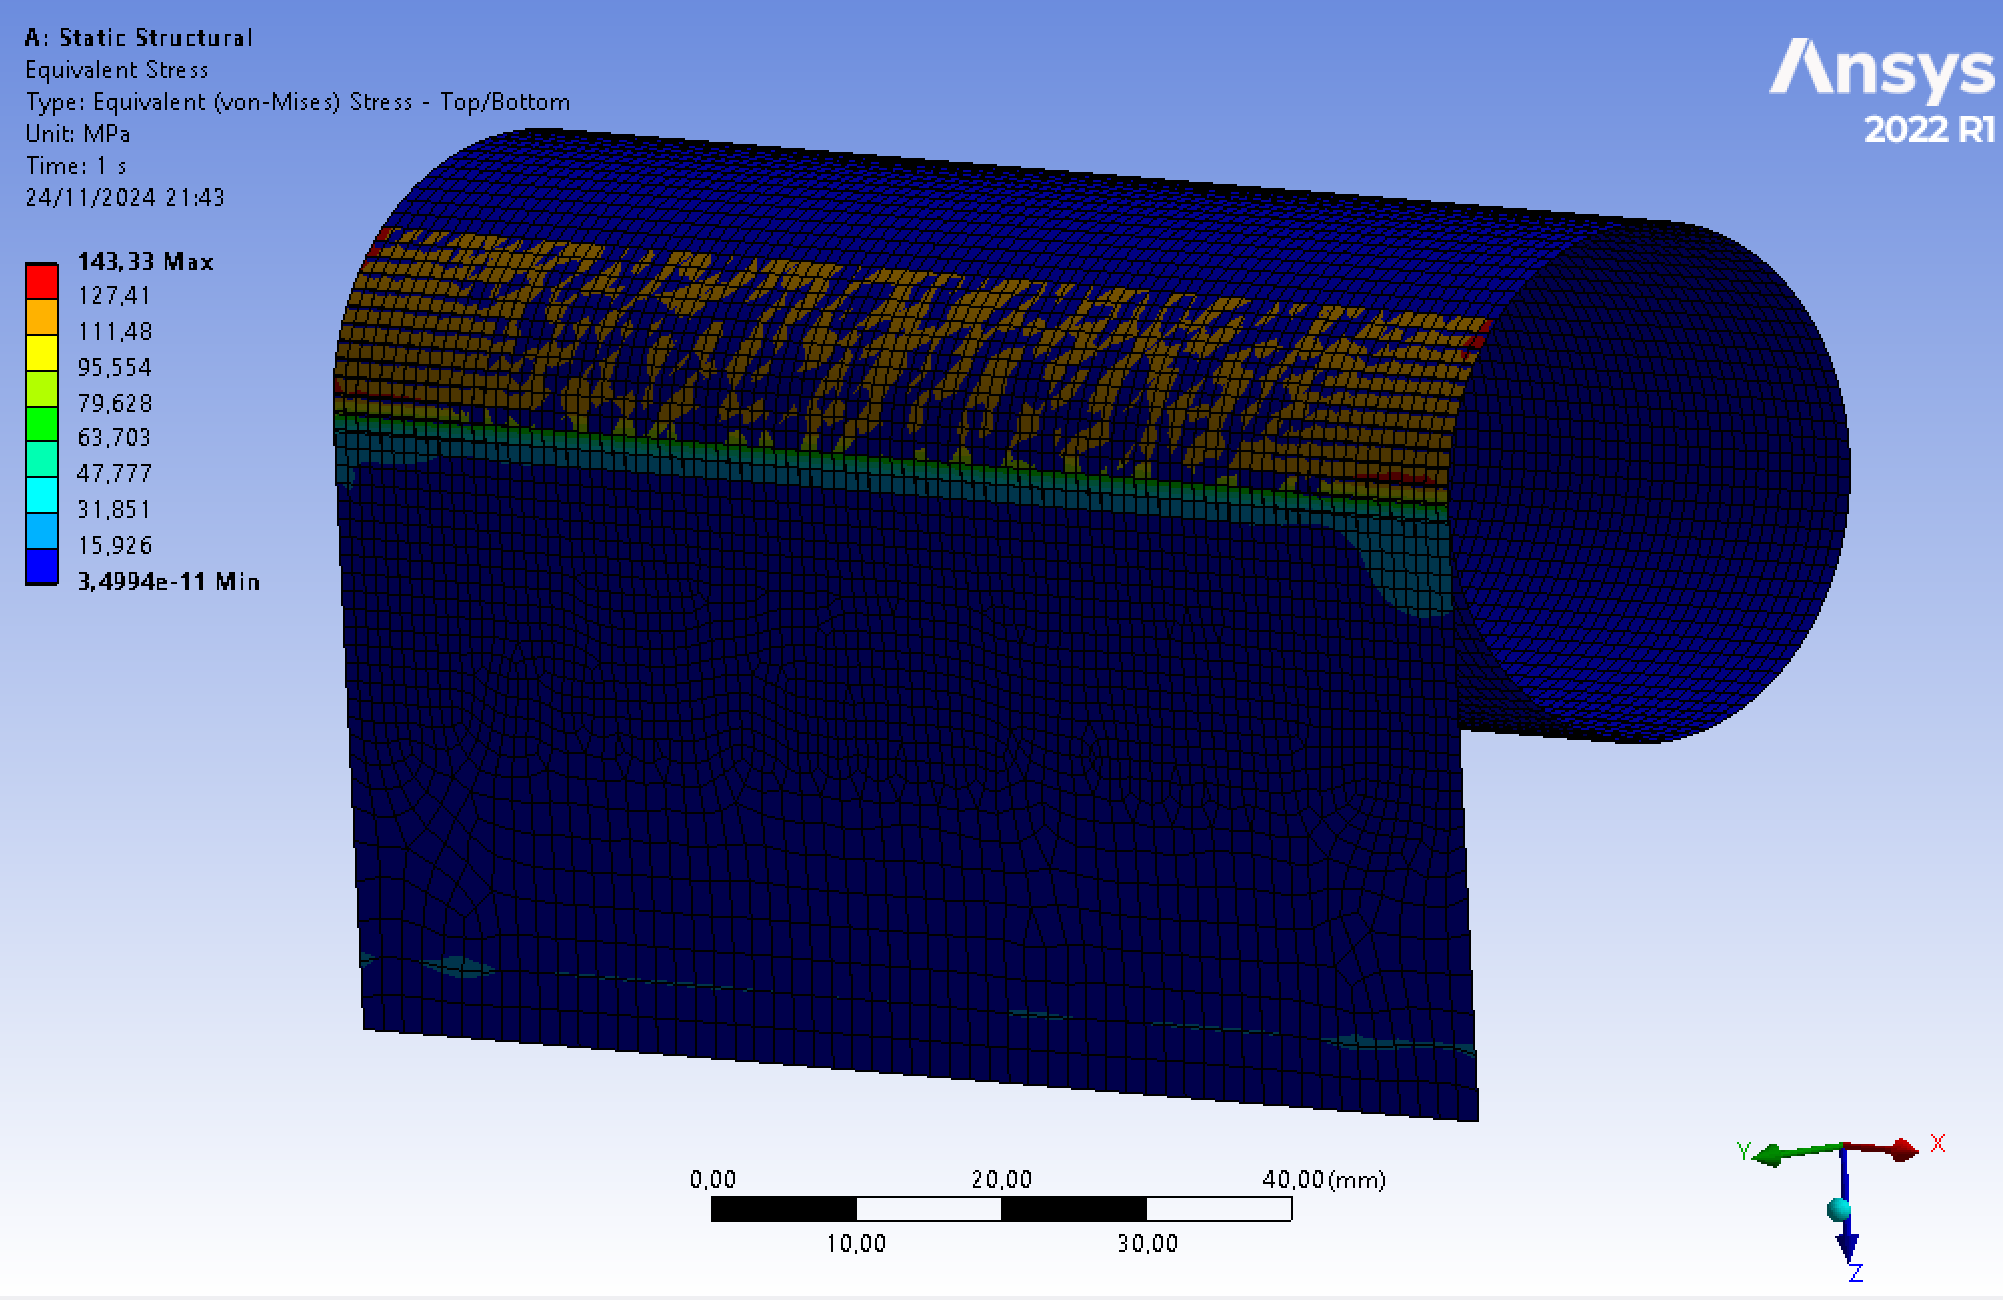 A: Static Structural
Equivalent Stress
Type: Equivalent (von-Mises) Stress - Top/Bottom
Unit: MPa
Time: 1 s
24/11/2024 21:43
Ansys
2022 R1
143,33 Max
127,41
111,48
95,554
79,628
63,703
47,777
31,851
15,926
3,4994e-11 Min
0,00
20,00
40,00(mm)
10,00
30,00
Y
X
Z